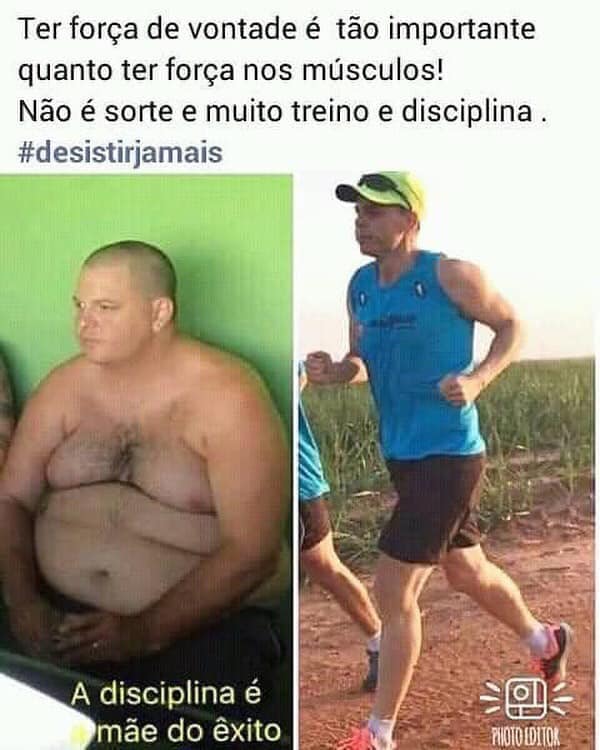 Ter força de vontade é tão importante
quanto ter força nos músculos!
Não é sorte e muito treino e disciplina .
#desistirjamais
A disciplina é
a mãe do êxito
PHOTO EDITOR